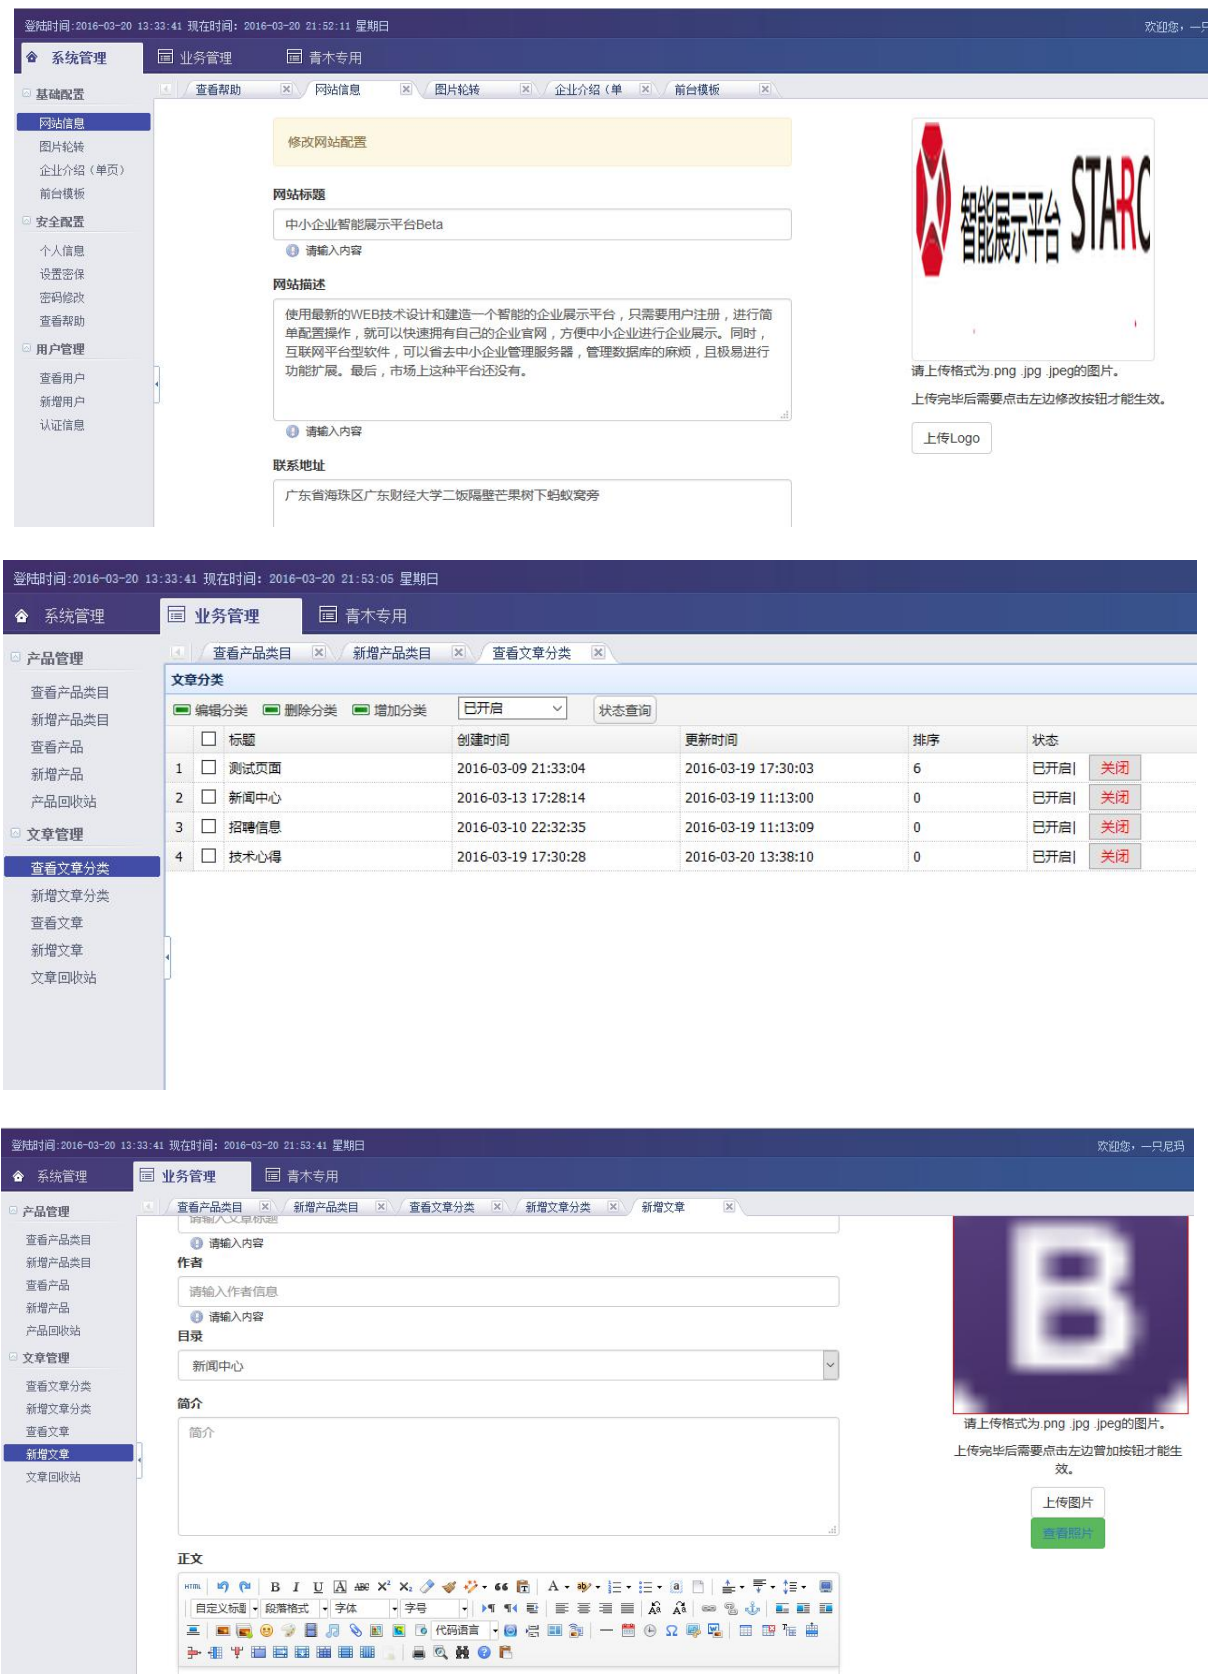 登陆时间:2016-03-20 13:33:41 现在时间: 2016-03-20 21:52:11 星期日
欢迎您，一只
系统管理 业务管理 青木专用
查看帮助 网站信息 图片轮转 企业介绍（单 前台模板
基础配置
网站信息
图片轮转
企业介绍（单页）
前台模板
安全配置
个人信息
设置密保
密码修改
查看帮助
用户管理
查看用户
新增用户
认证信息
修改网站配置
网站标题
中小企业智能展示平台Beta
请输入内容
网站描述
使用最新的WEB技术设计和建造一个智能的企业展示平台，只需要用户注册，进行简
单配置操作，就可以快速拥有自己的企业官网，方便中小企业进行企业展示。同时，
互联网平台型软件，可以省去中小企业管理服务器，管理数据库的麻烦，且极易进行
功能扩展。最后，市场上这种平台还没有。
请输入内容
联系地址
广东省海珠区广东财经大学二饭隔壁芒果树下蚂蚁窝旁
智能展示平台 STARC
请上传格式为.png .jpg .jpeg的图片。
上传完毕后需要点击左边修改按钮才能生效。
上传Logo
登陆时间:2016-03-20 13:33:41 现在时间: 2016-03-20 21:53:05 星期日
系统管理 业务管理 青木专用
查看产品类目 新增产品类目 查看文章分类
产品管理
查看产品类目
新增产品类目
查看产品
新增产品
产品回收站
文章管理
查看文章分类
新增文章分类
查看文章
新增文章
文章回收站
文章分类
编辑分类 删除分类 增加分类 已开启 状态查询
标题 创建时间 更新时间 排序 状态
1 测试页面 2016-03-09 21:33:04 2016-03-19 17:30:03 6 已开启| 关闭
2 新闻中心 2016-03-13 17:28:14 2016-03-19 11:13:00 0 已开启| 关闭
3 招聘信息 2016-03-10 22:32:35 2016-03-19 11:13:09 0 已开启| 关闭
4 技术心得 2016-03-19 17:30:28 2016-03-20 13:38:10 0 已开启| 关闭
登陆时间:2016-03-20 13:33:41 现在时间: 2016-03-20 21:53:41 星期日
欢迎您，一只尼玛
系统管理 业务管理 青木专用
查看产品类目 新增产品类目 查看文章分类 新增文章分类 新增文章
产品管理
查看产品类目
新增产品类目
查看产品
新增产品
产品回收站
文章管理
查看文章分类
新增文章分类
查看文章
新增文章
文章回收站
请输入文章标题
请输入内容
作者
请输入作者信息
请输入内容
目录
新闻中心
简介
简介
正文
HTML B I U A ABC X² X₂ A ab a
自定义标题 段落格式 字体 字号
代码语言
B
请上传格式为.png .jpg .jpeg的图片。
上传完毕后需要点击左边曾加按钮才能生
效。
上传图片
查看照片